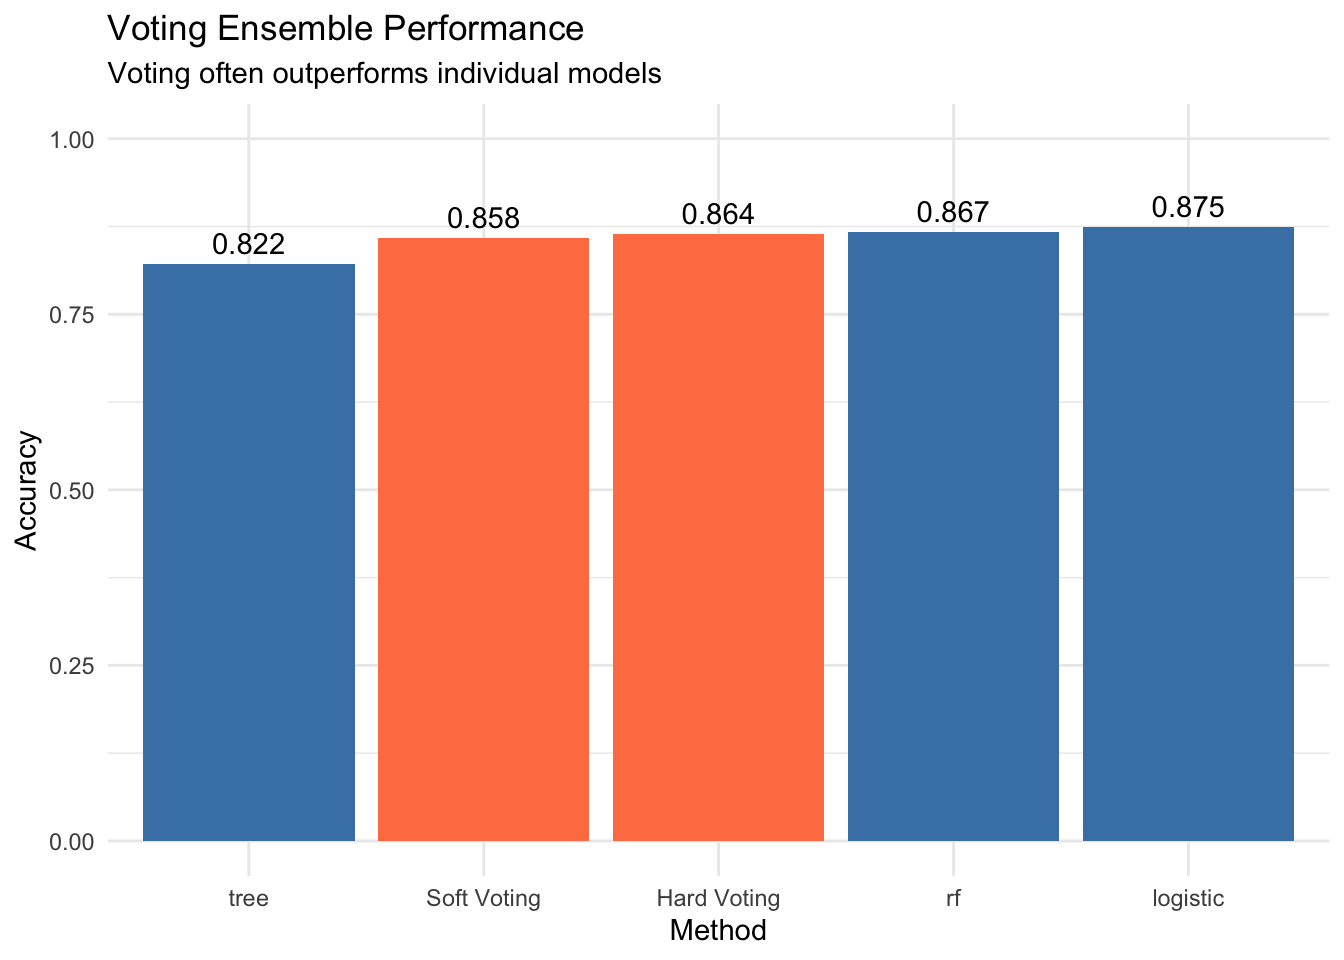 Voting Ensemble Performance
Voting often outperforms individual models
1.00
0.75
0.50
0.25
0.00
Accuracy
0.822
0.858
0.864
0.867
0.875
tree
Soft Voting
Hard Voting
rf
logistic
Method